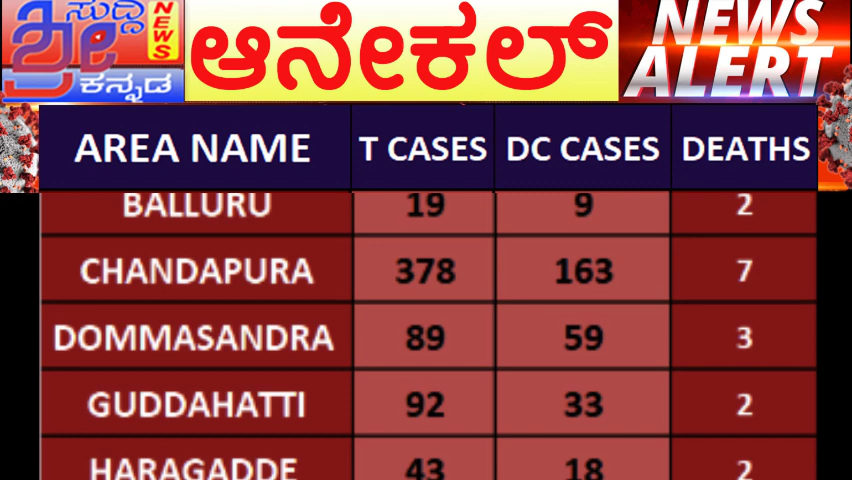 ಸುದ್ದಿ
ಶ್ರೀ
NEWS
ಕನ್ನಡ
ಆನೇಕಲ್
NEWS
ALERT
AREA NAME T CASES DC CASES DEATHS
BALLURU 19 9 2
CHANDAPURA 378 163 7
DOMMASANDRA 89 59 3
GUDDAHATTI 92 33 2
HARAGADDE 43 18 2